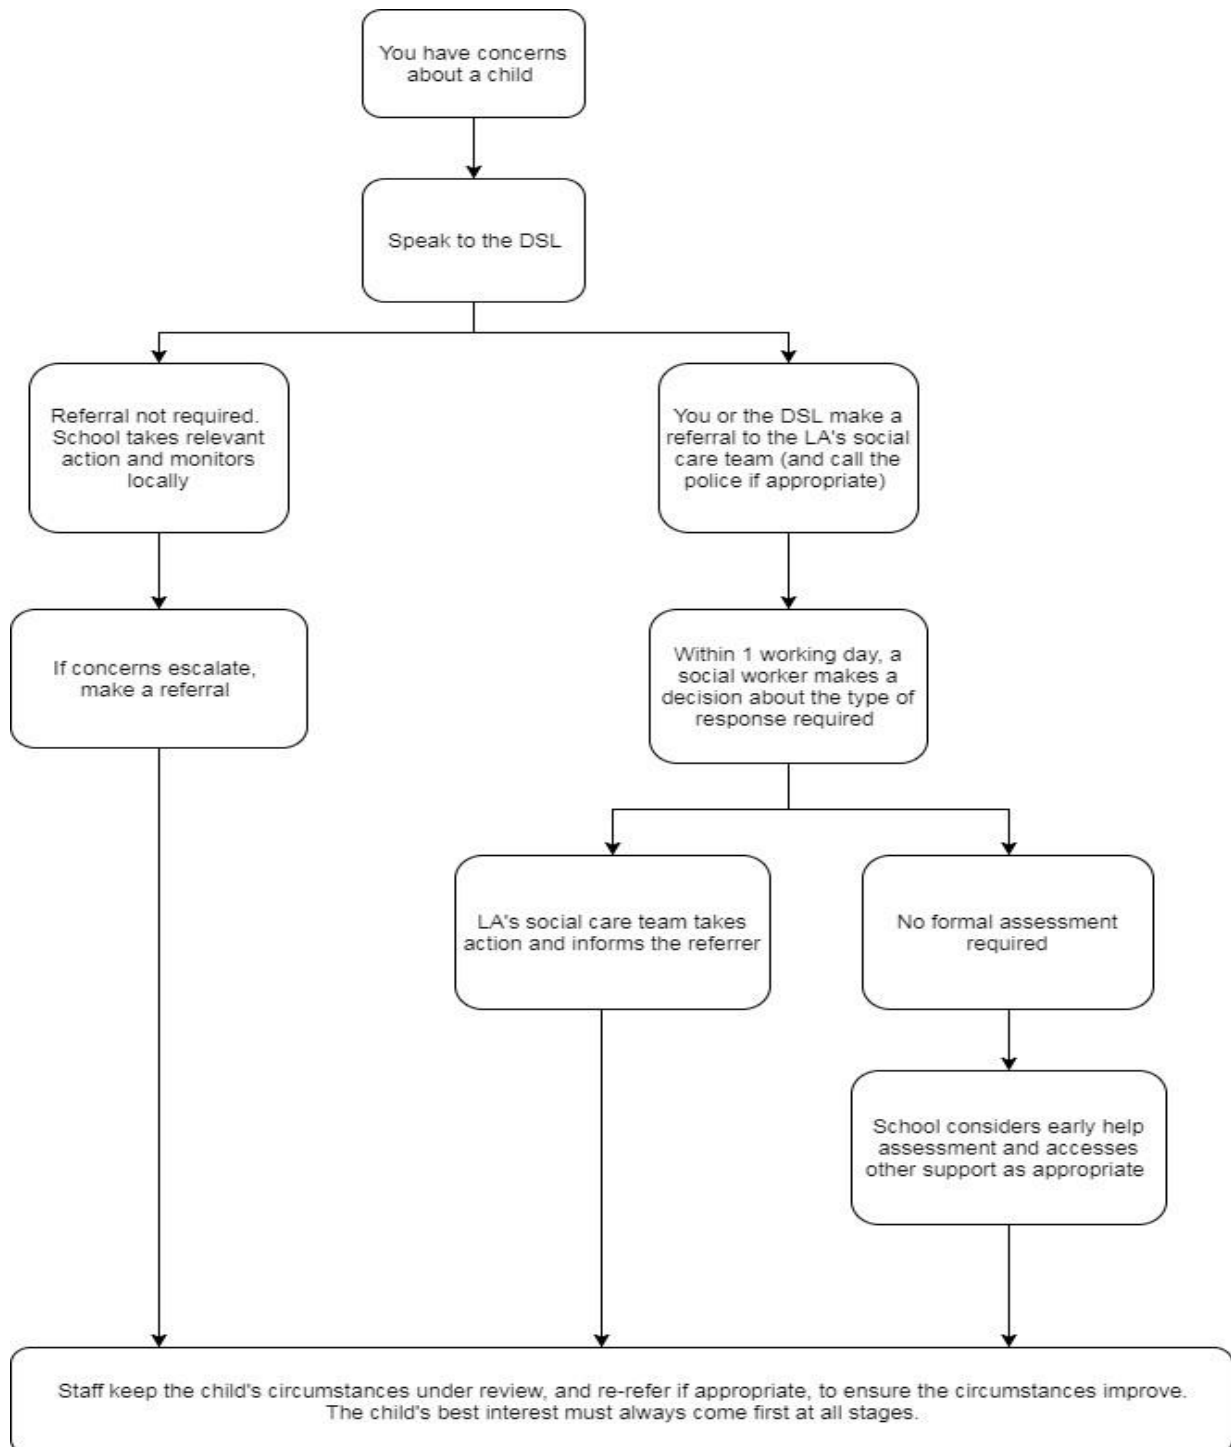 You have concerns
about a child
Speak to the DSL
Referral not required.
School takes relevant
action and monitors
locally
You or the DSL make a
referral to the LA's social
care team (and call the
police if appropriate)
If concerns escalate,
make a referral
Within 1 working day, a
social worker makes a
decision about the type of
response required
LA's social care team takes
action and informs the referrer
No formal assessment
required
School considers early help
assessment and accesses
other support as appropriate
Staff keep the child's circumstances under review, and re-refer if appropriate, to ensure the circumstances improve.
The child's best interest must always come first at all stages.